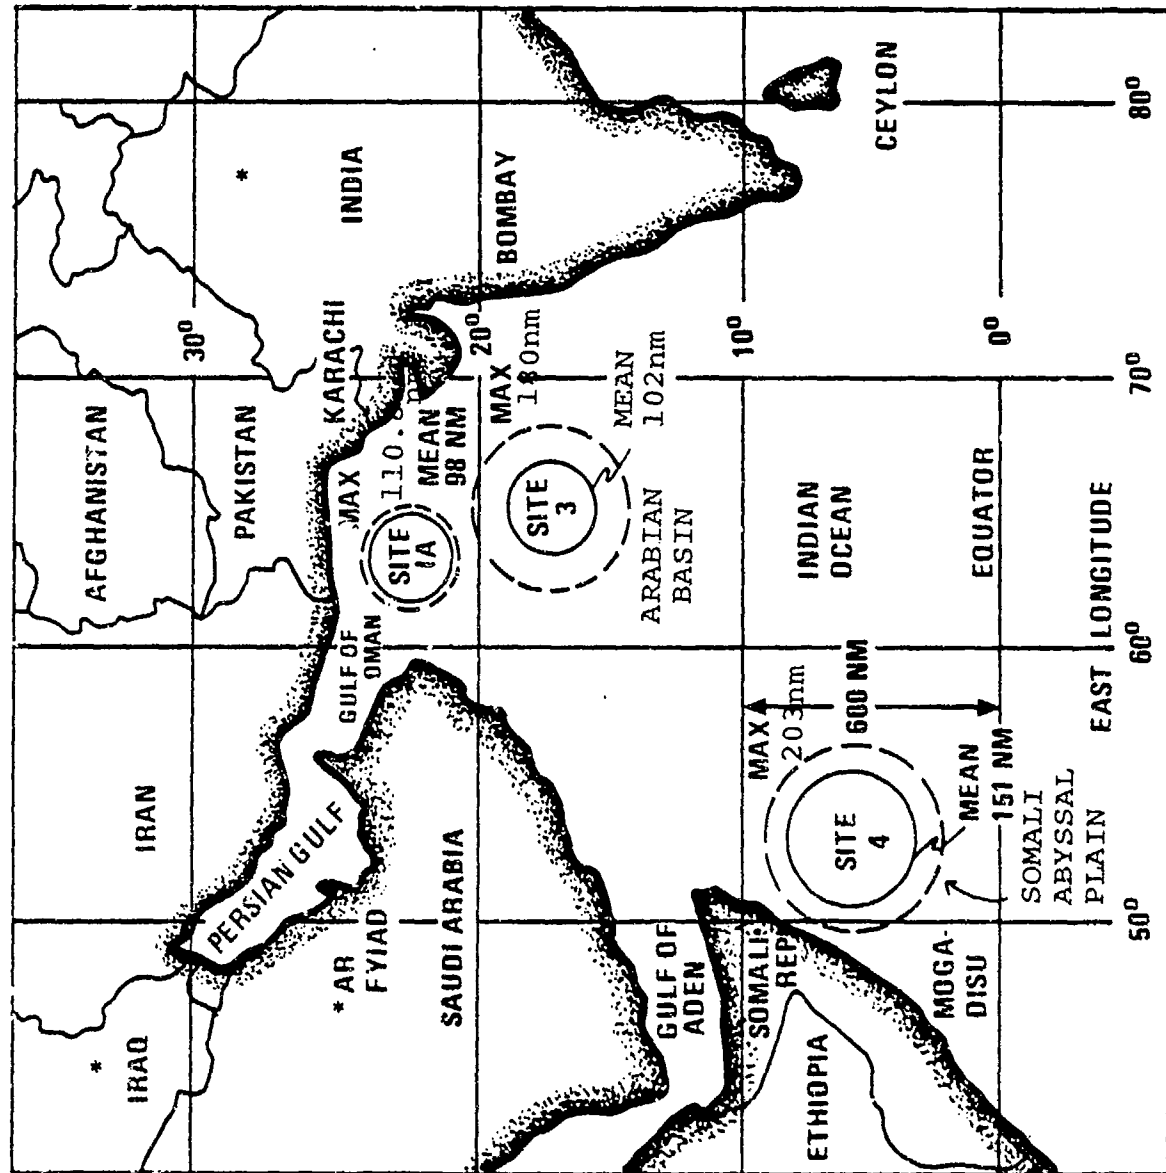 AFGHANISTAN
PAKISTAN
IRAN
IRAQ
*
INDIA
*
KARACHI
BOMBAY
CEYLON
PERSIAN GULF
GULF OF
OMAN
*AR
FYIAD
SAUDI ARABIA
GULF OF
ADEN
SOMALI
REP
ETHIOPIA
MOGA-
DISU
MAX
MEAN
98 NM
SITE
1A
MAX
180nm
MEAN
102nm
SITE
3
ARABIAN
BASIN
INDIAN
OCEAN
EQUATOR
MAX
203nm
600 NM
SITE
4
MEAN
151 NM
SOMALI
ABYSSAL
PLAIN
30°
20°
10°
0°
50°
60°
70°
80°
EAST LONGITUDE